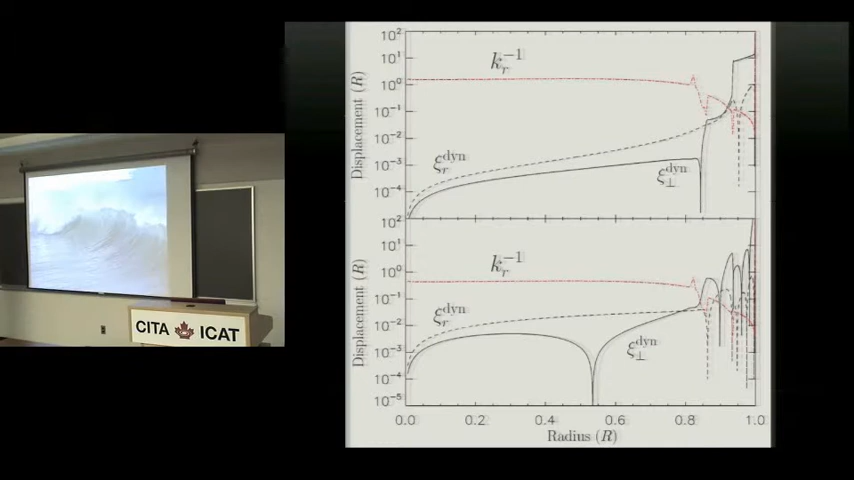 CITA ICAT
10²
10¹
10⁰
10⁻¹
10⁻²
10⁻³
10⁻⁴
Displacement (R)
k_r⁻¹
ξ_r^dyn
ξ_⊥^dyn
10²
10¹
10⁰
10⁻¹
10⁻²
10⁻³
10⁻⁴
10⁻⁵
Displacement (R)
k_r⁻¹
ξ_r^dyn
ξ_⊥^dyn
0.0 0.2 0.4 0.6 0.8 1.0
Radius (R)